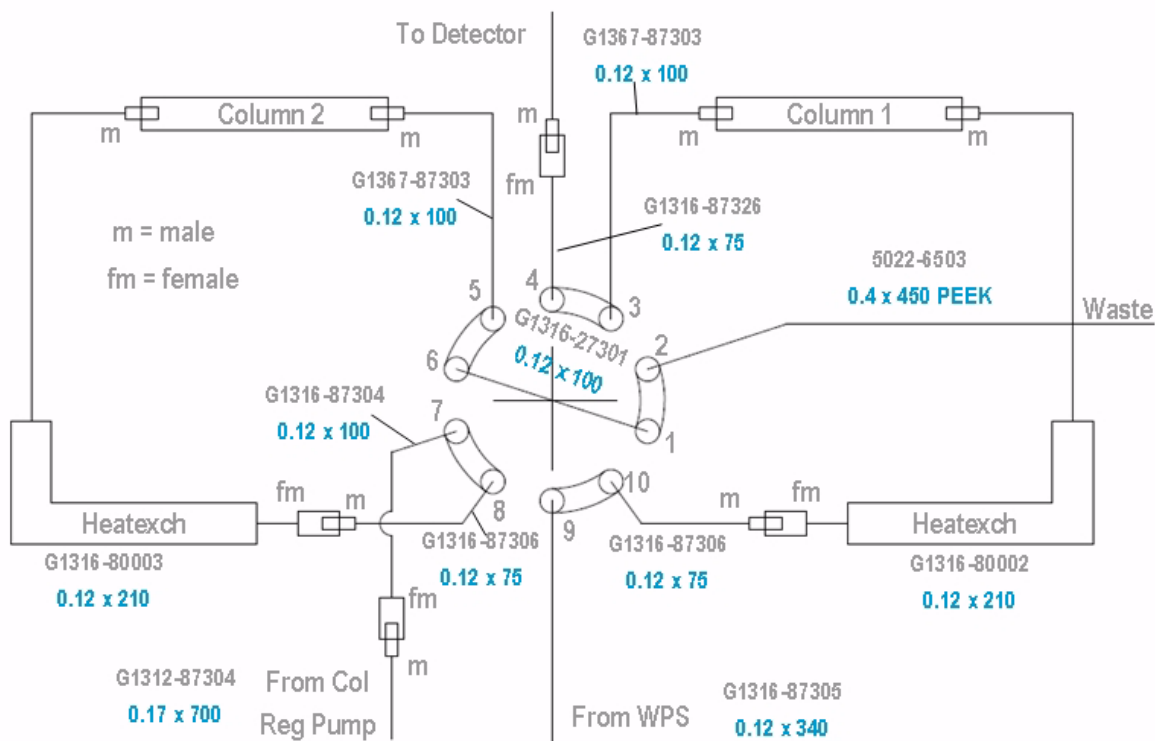 To Detector
G1367-87303
0.12 x 100
Column 2
Column 1
m
m
m
m
m
fm
G1367-87303
0.12 x 100
G1316-87326
0.12 x 75
m = male
fm = female
5022-6503
0.4 x 450 PEEK
Waste
5
4
3
G1316-27301
0.12 x 100
6
2
G1316-87304
0.12 x 100
7
1
fm
m
8
10
9
m
fm
Heatexch
G1316-87306
0.12 x 75
G1316-87306
0.12 x 75
Heatexch
G1316-80003
0.12 x 210
G1316-80002
0.12 x 210
fm
m
G1312-87304
0.17 x 700
From Col
Reg Pump
From WPS
G1316-87305
0.12 x 340